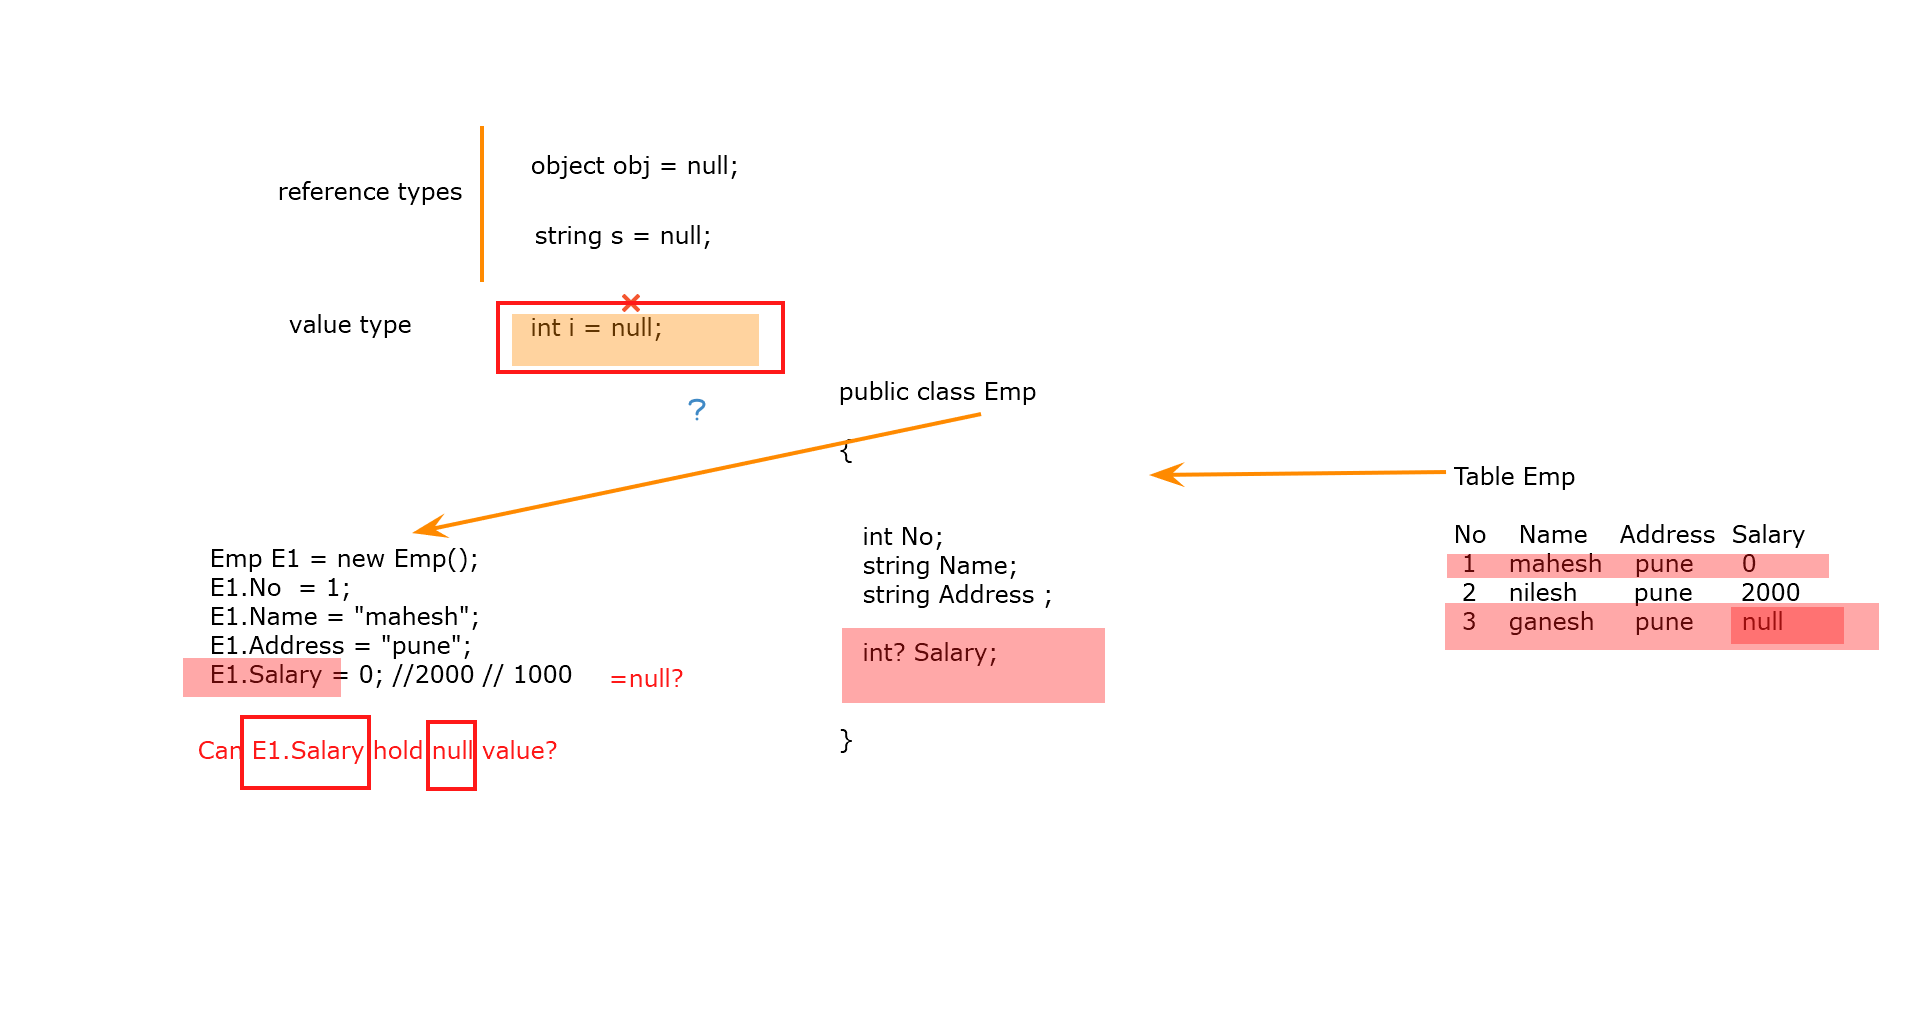 object obj = null;
reference types
string s = null;
value type
int i = null;
?
public class Emp
{
int No;
string Name;
string Address ;
int? Salary;
}
Table Emp
No Name Address Salary
1 mahesh pune 0
2 nilesh pune 2000
3 ganesh pune null
Emp E1 = new Emp();
E1.No  = 1;
E1.Name = "mahesh";
E1.Address = "pune";
E1.Salary = 0; //2000 // 1000 =null?
Can E1.Salary hold null value?